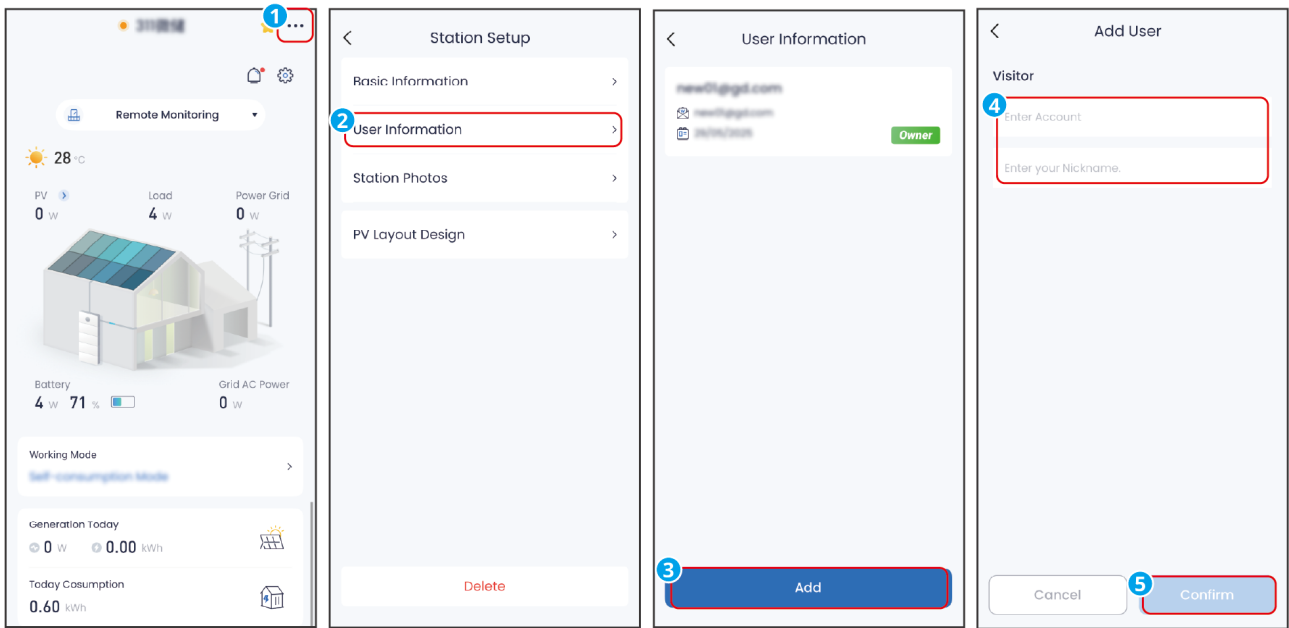 1
...
Remote Monitoring
28 °C
PV
0 W
Load
4 W
Power Grid
0 W
Battery
4 W 71 %
Grid AC Power
0 W
Working Mode
Self-consumption Mode
Generation Today
0 W 0.00 kWh
Today Cosumption
0.60 kWh
Station Setup
Basic Information
2
User Information
Station Photos
PV Layout Design
Delete
User Information
Owner
3
Add
Add User
Visitor
4
Enter Account
Enter your Nickname.
Cancel
5
Confirm